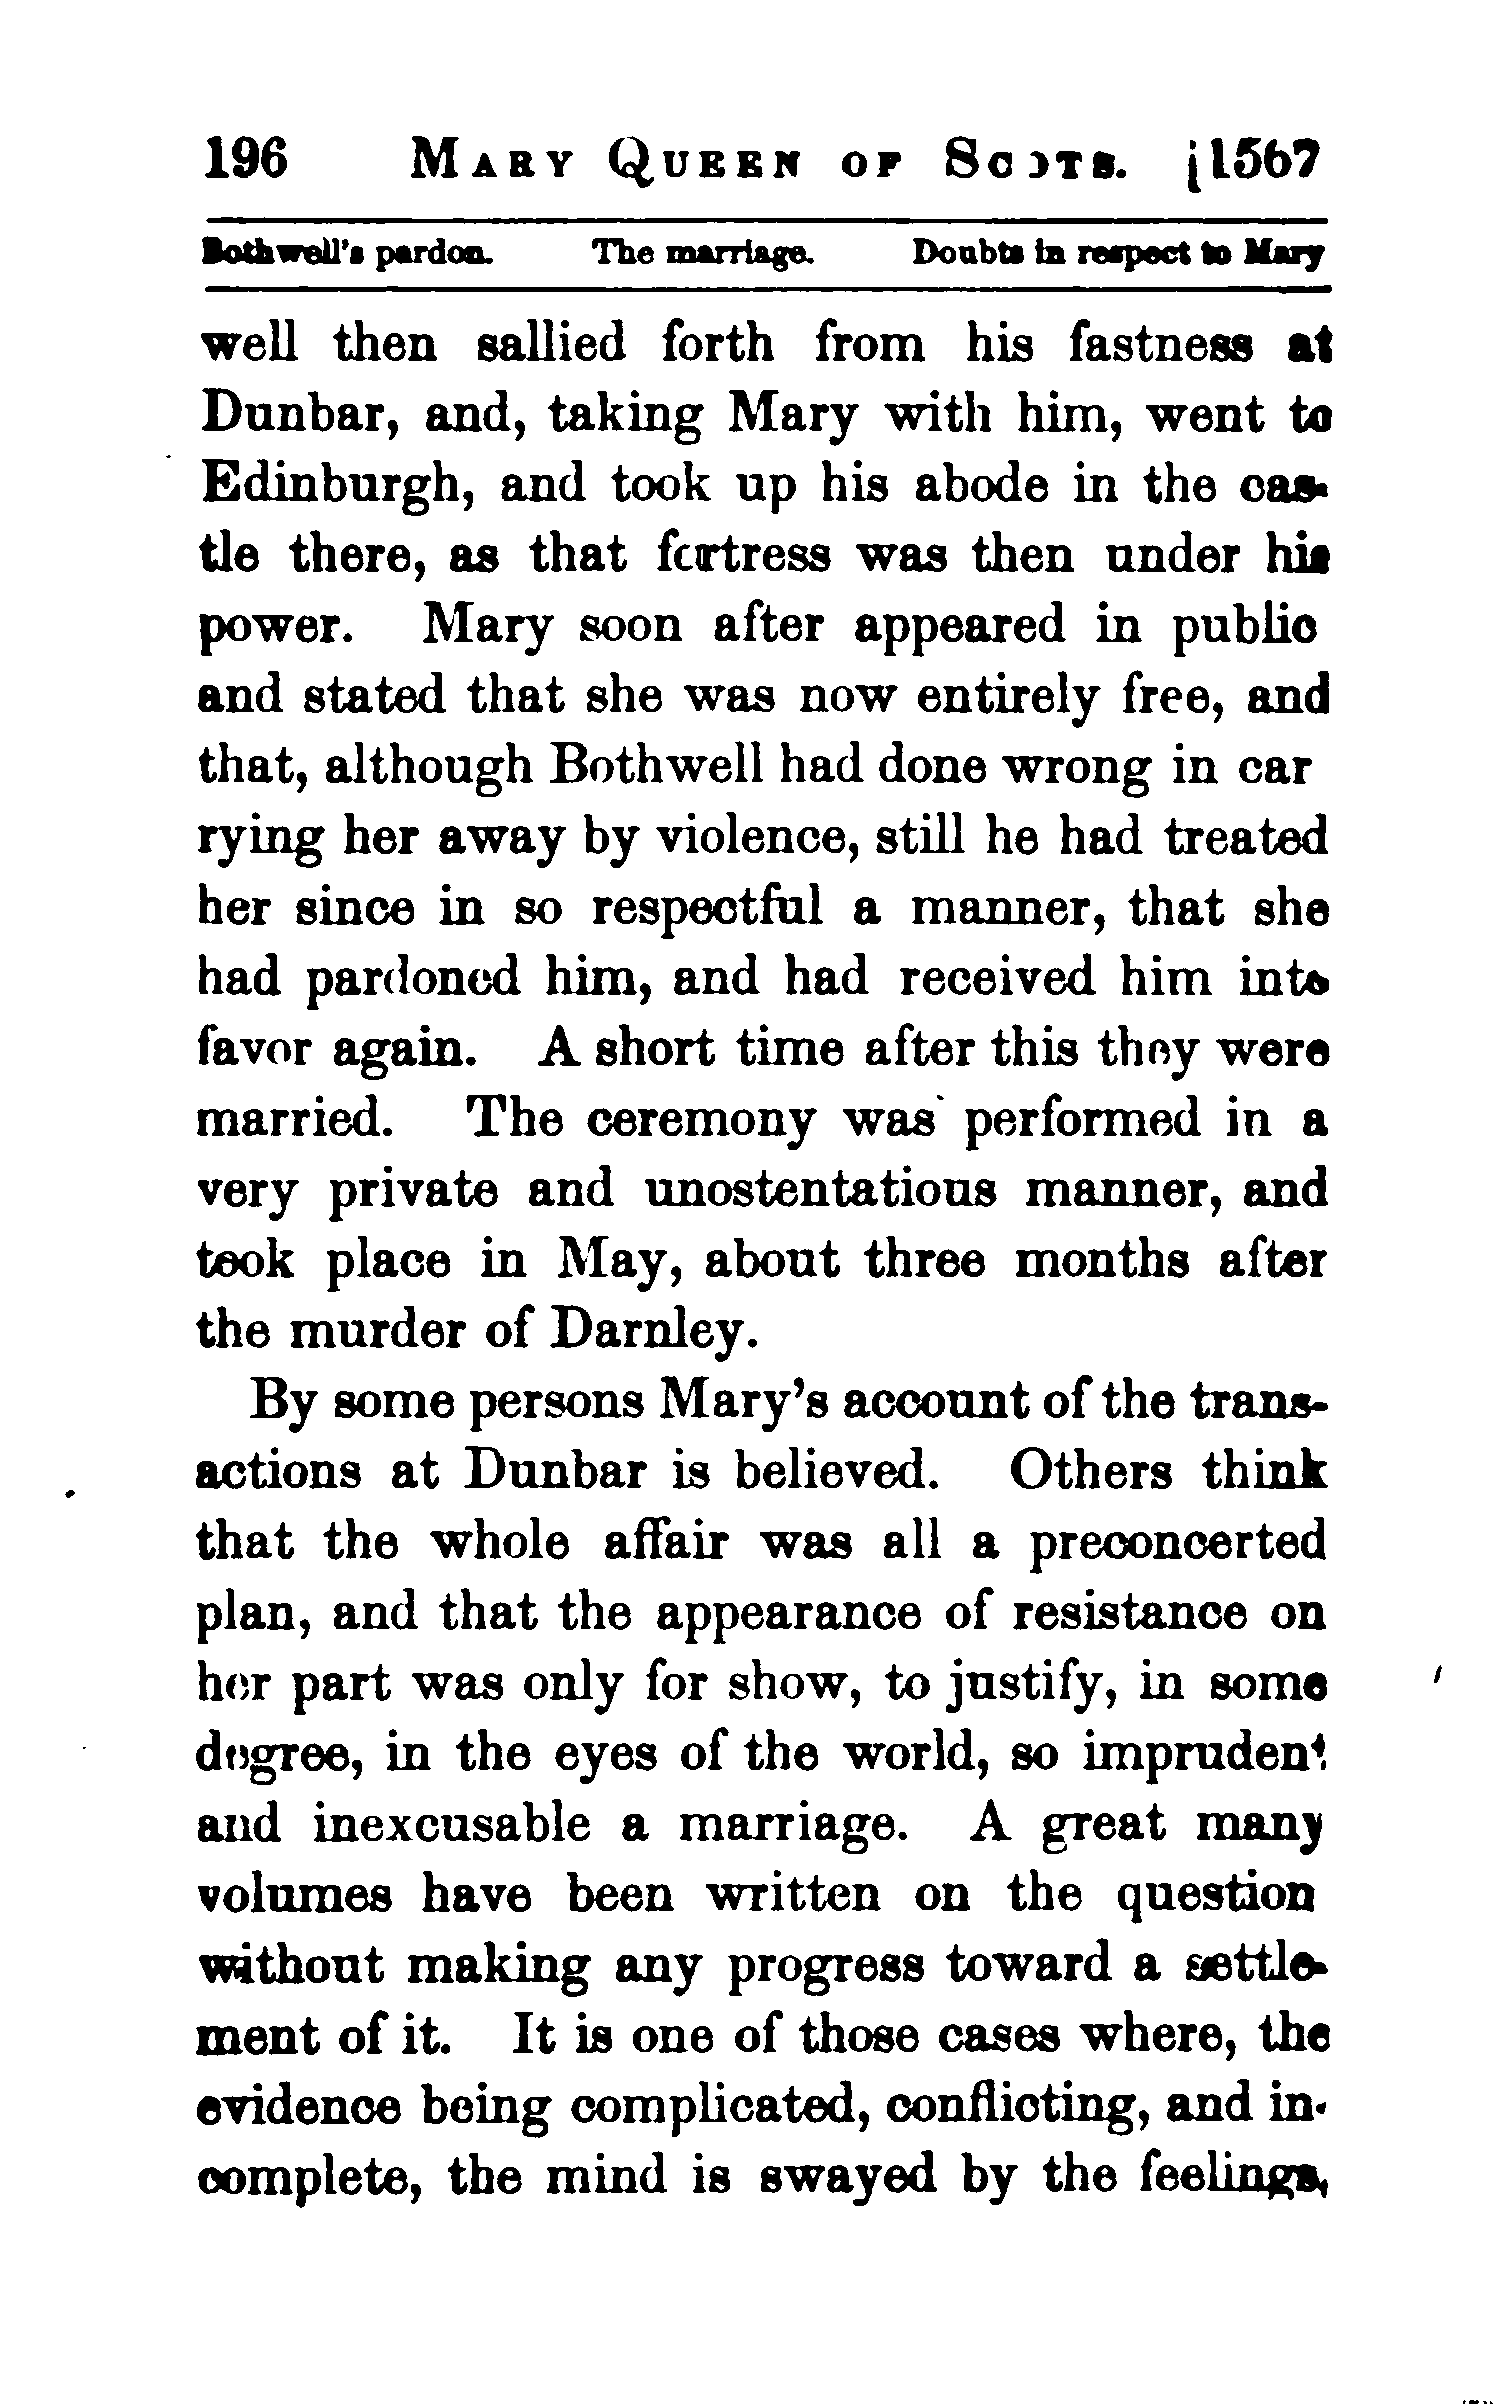 196 MARY QUEEN OF SCOTS. [1567
Bothwell's pardon. The marriage. Doubts in respect to Mary
well then sallied forth from his fastness at
Dunbar, and, taking Mary with him, went to
Edinburgh, and took up his abode in the cas-
tle there, as that fortress was then under his
power. Mary soon after appeared in public
and stated that she was now entirely free, and
that, although Bothwell had done wrong in car
rying her away by violence, still he had treated
her since in so respectful a manner, that she
had pardoned him, and had received him into
favor again. A short time after this they were
married. The ceremony was performed in a
very private and unostentatious manner, and
took place in May, about three months after
the murder of Darnley.
By some persons Mary's account of the trans-
actions at Dunbar is believed. Others think
that the whole affair was all a preconcerted
plan, and that the appearance of resistance on
her part was only for show, to justify, in some
degree, in the eyes of the world, so imprudent
and inexcusable a marriage. A great many
volumes have been written on the question
without making any progress toward a settle-
ment of it. It is one of those cases where, the
evidence being complicated, conflicting, and in-
complete, the mind is swayed by the feelings,